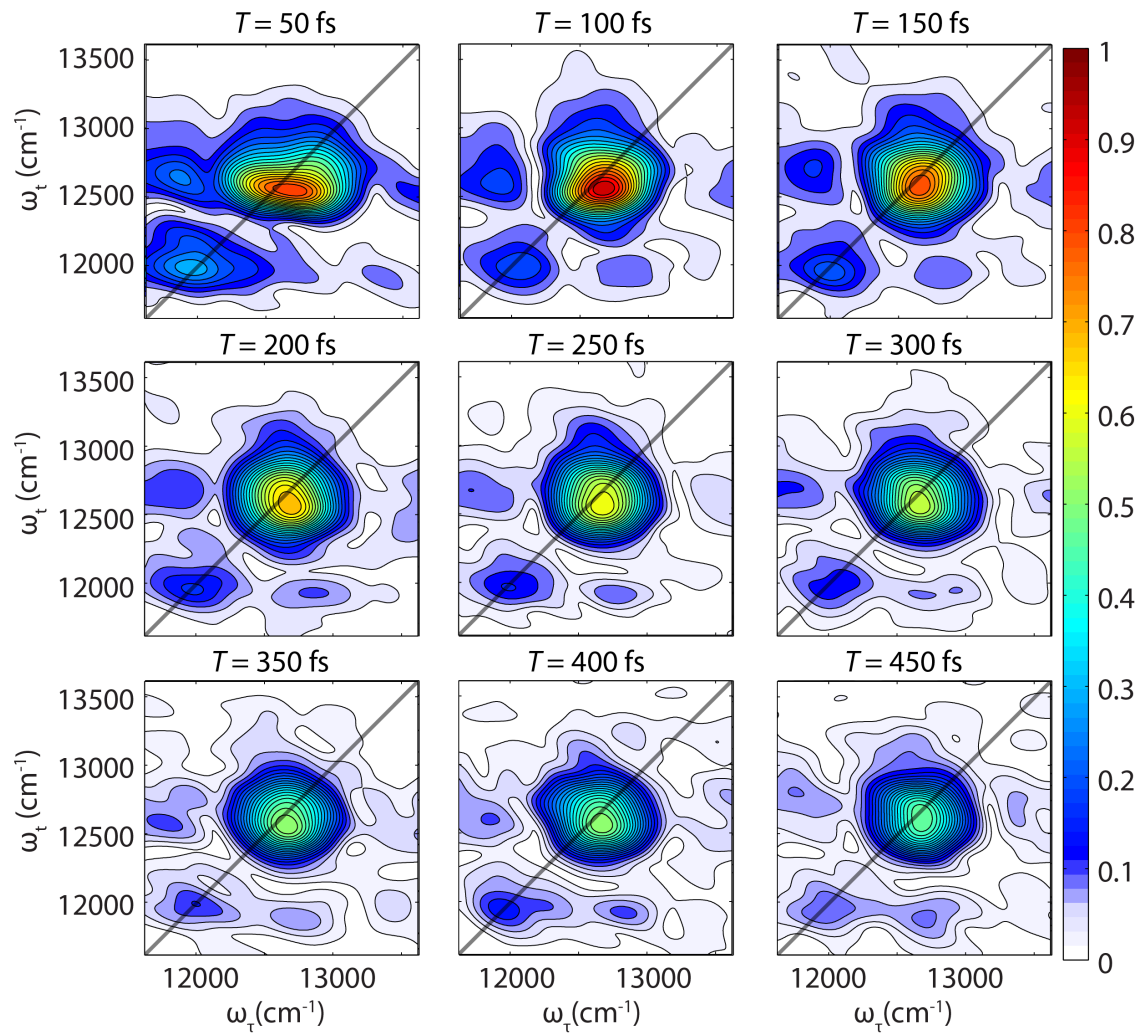 T = 50 fs
T = 100 fs
T = 150 fs
13500
13000
12500
12000
ω_t (cm⁻¹)
1
0.9
0.8
0.7
0.6
0.5
0.4
0.3
0.2
0.1
0
T = 200 fs
T = 250 fs
T = 300 fs
13500
13000
12500
12000
ω_t (cm⁻¹)
T = 350 fs
T = 400 fs
T = 450 fs
13500
13000
12500
12000
ω_t (cm⁻¹)
12000 13000
12000 13000
12000 13000
ω_τ(cm⁻¹)
ω_τ(cm⁻¹)
ω_τ(cm⁻¹)